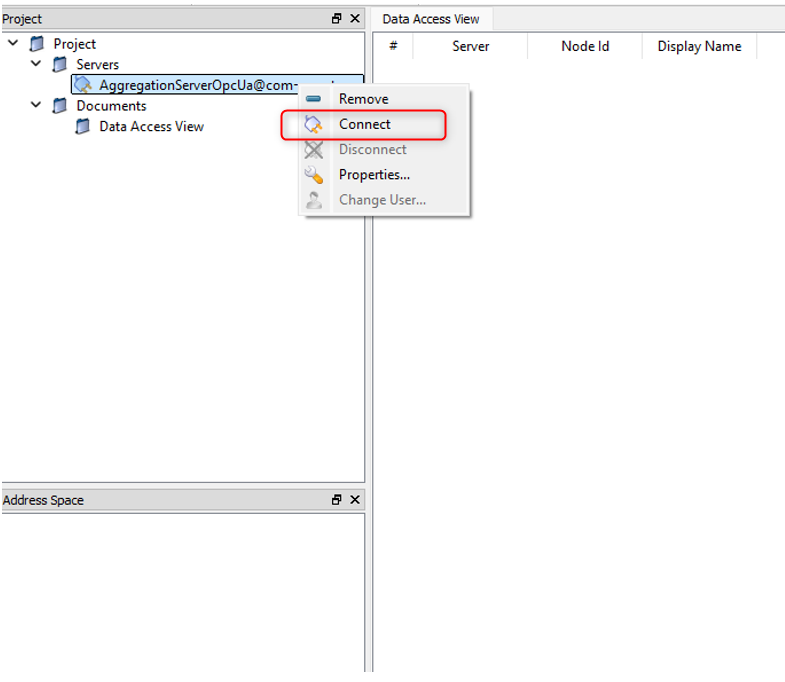 Project
Data Access View
Project
# Server Node Id Display Name
Servers
AggregationServerOpcUa@com-
Documents
Data Access View
Remove
Connect
Disconnect
Properties...
Change User...
Address Space